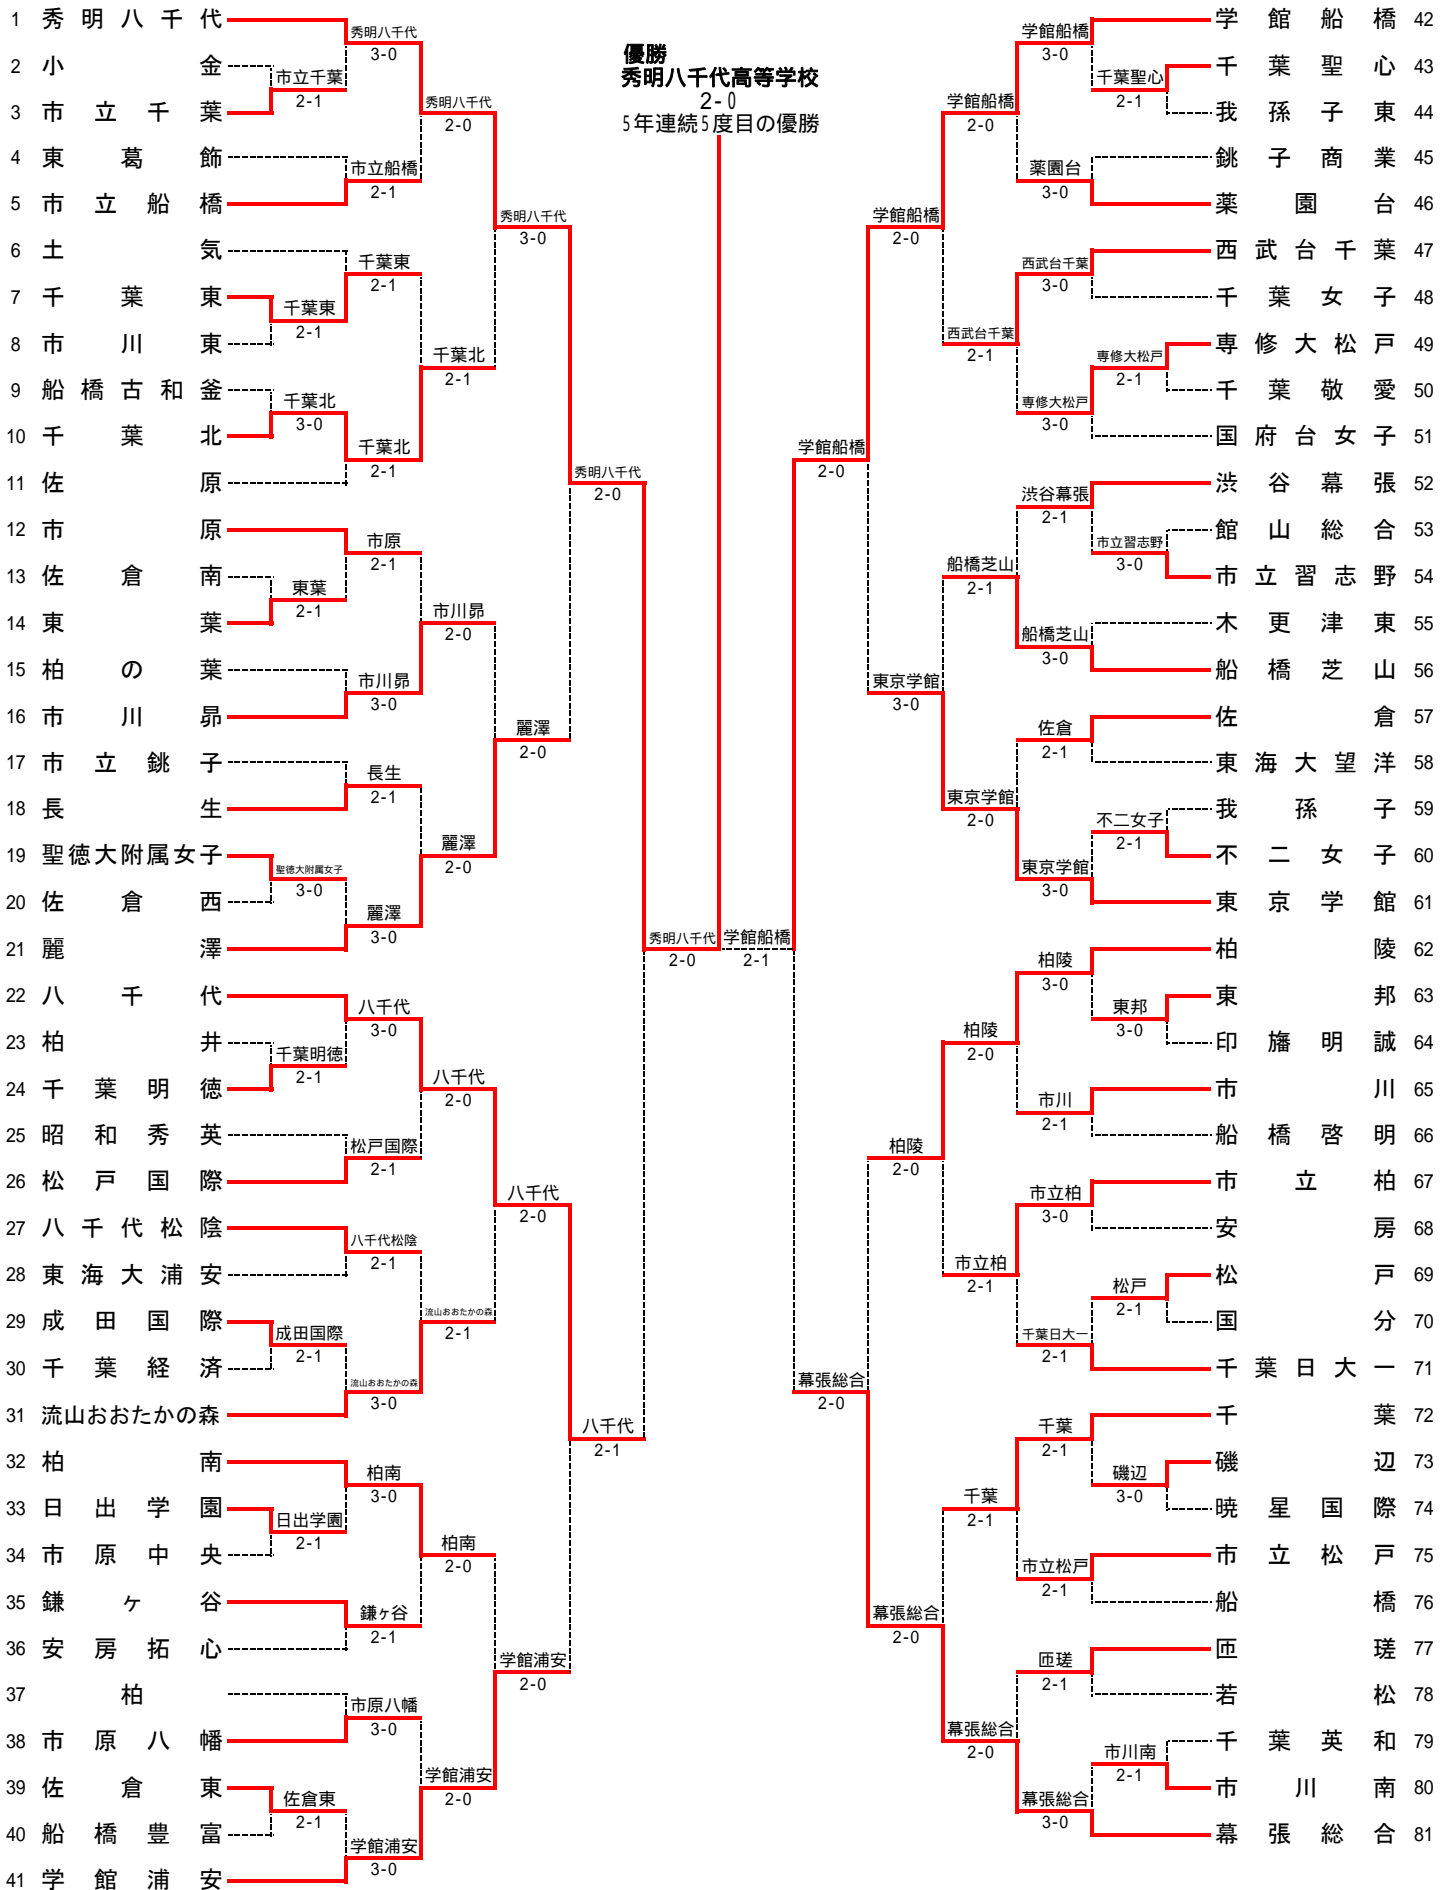 優勝
秀明八千代高等学校
2-0
5年連続5度目の優勝
1 秀明八千代
2 小金
3 市立千葉
4 東葛飾
5 市立船橋
6 土気
7 千葉東
8 市川東
9 船橋古和釜
10 千葉北
11 佐原
12 市原
13 佐倉南
14 東葉
15 柏の葉
16 市川昴
17 市立銚子
18 長生
19 聖徳大附属女子
20 佐倉西
21 麗澤
22 八千代
23 柏井
24 千葉明徳
25 昭和秀英
26 松戸国際
27 八千代松陰
28 東海大浦安
29 成田国際
30 千葉経済
31 流山おおたかの森
32 柏南
33 日出学園
34 市原中央
35 鎌ヶ谷
36 安房拓心
37 柏
38 市原八幡
39 佐倉東
40 船橋豊富
41 学館浦安
市立千葉
2-1
千葉東
2-1
千葉北
3-0
東葉
2-1
聖徳大附属女子
3-0
千葉明徳
2-1
成田国際
2-1
日出学園
2-1
佐倉東
2-1
秀明八千代
3-0
市立船橋
2-1
千葉東
2-1
千葉北
2-1
市原
2-1
市川昴
3-0
長生
2-1
麗澤
3-0
八千代
3-0
松戸国際
2-1
八千代松陰
2-1
流山おおたかの森
3-0
柏南
3-0
鎌ヶ谷
2-1
市原八幡
3-0
学館浦安
3-0
秀明八千代
2-0
千葉北
2-1
市川昴
2-0
麗澤
2-0
八千代
2-0
流山おおたかの森
2-1
柏南
2-0
学館浦安
2-0
秀明八千代
3-0
麗澤
2-0
八千代
2-0
学館浦安
2-0
秀明八千代
2-0
八千代
2-1
秀明八千代
2-0
学館船橋
2-1
学館船橋
2-0
幕張総合
2-0
学館船橋
2-0
東京学館
3-0
柏陵
2-0
幕張総合
2-0
学館船橋
2-0
西武台千葉
2-1
船橋芝山
2-1
東京学館
2-0
柏陵
2-0
市立柏
2-1
千葉
2-1
幕張総合
2-0
学館船橋
3-0
薬園台
3-0
西武台千葉
3-0
専修大松戸
3-0
渋谷幕張
2-1
船橋芝山
3-0
佐倉
2-1
東京学館
3-0
柏陵
3-0
市川
2-1
市立柏
3-0
千葉日大一
2-1
千葉
2-1
市立松戸
2-1
匝瑳
2-1
幕張総合
3-0
千葉聖心
2-1
専修大松戸
2-1
市立習志野
3-0
不二女子
2-1
東邦
3-0
松戸
2-1
磯辺
3-0
市川南
2-1
学館船橋 42
千葉聖心 43
我孫子東 44
銚子商業 45
薬園台 46
西武台千葉 47
千葉女子 48
専修大松戸 49
千葉敬愛 50
国府台女子 51
渋谷幕張 52
館山総合 53
市立習志野 54
木更津東 55
船橋芝山 56
佐倉 57
東海大望洋 58
我孫子 59
不二女子 60
東京学館 61
柏陵 62
東邦 63
印旛明誠 64
市川 65
船橋啓明 66
市立柏 67
安房 68
松戸 69
国分 70
千葉日大一 71
千葉 72
磯辺 73
暁星国際 74
市立松戸 75
船橋 76
匝瑳 77
若松 78
千葉英和 79
市川南 80
幕張総合 81